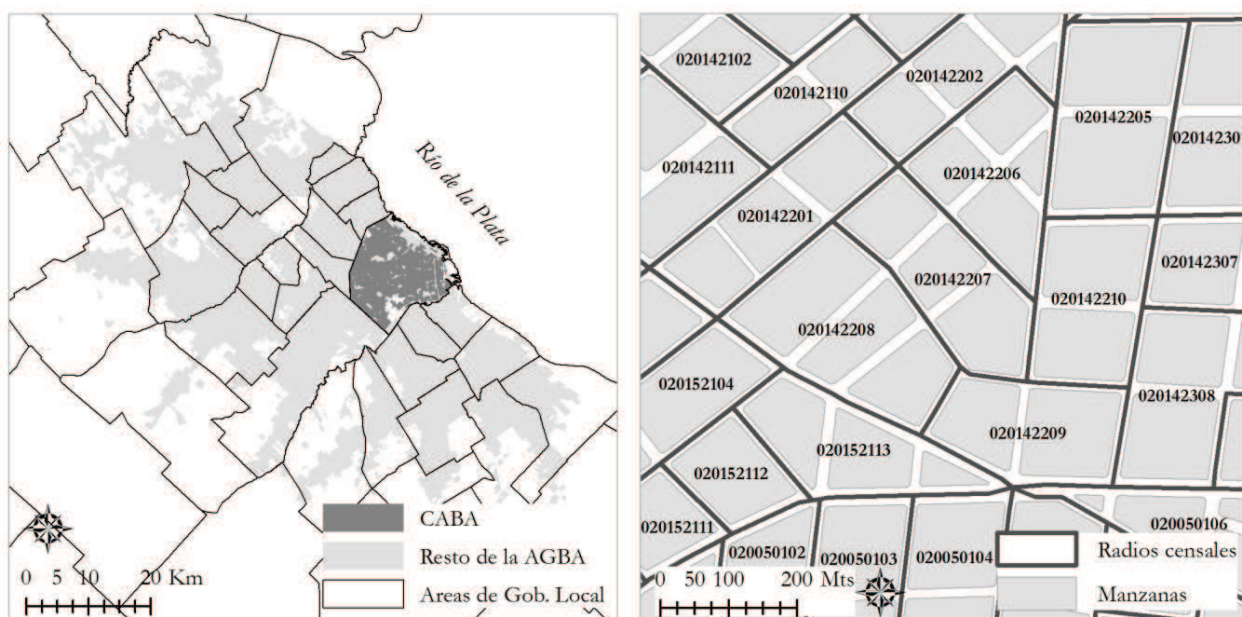 Río de la Plata
CABA
Resto de la AGBA
Areas de Gob. Local
0 5 10 20 Km
020142102
020142202
020142110
020142205
02014230
020142111
020142206
020142201
020142307
020142207
020142210
020142208
020152104
020142308
020142209
020152113
020152112
020152111
020050106
020050102
020050103
020050104
Radios censales
Manzanas
0 50 100 200 Mts